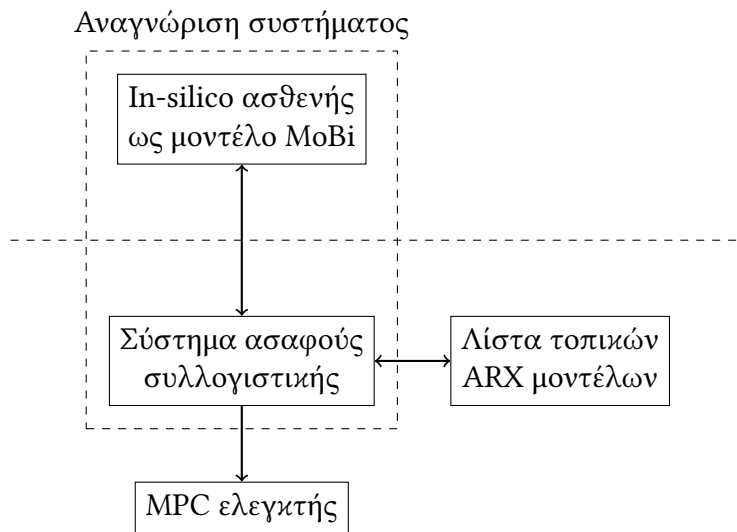 Αναγνώριση συστήματος
In-silico ασθενής
ως μοντέλο MoBi
Σύστημα ασαφούς
συλλογιστικής
Λίστα τοπικών
ARX μοντέλων
MPC ελεγκτής